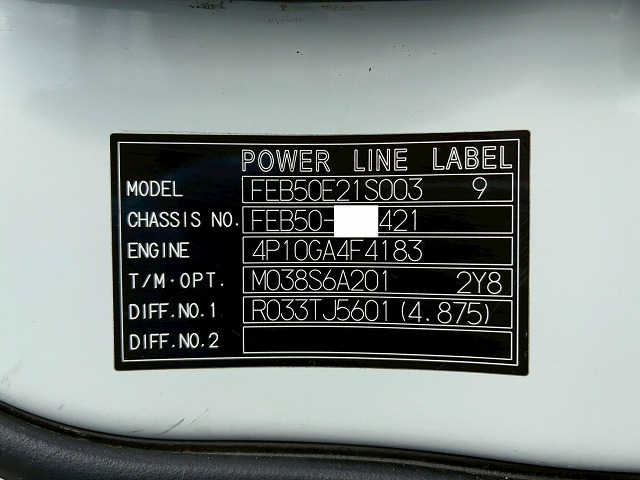 POWER LINE LABEL
MODEL FEB50E21S003 9
CHASSIS NO. FEB50- 421
ENGINE 4P10GA4F4183
T/M·OPT. M038S6A201 2Y8
DIFF.NO.1 R033TJ5601(4.875)
DIFF.NO.2